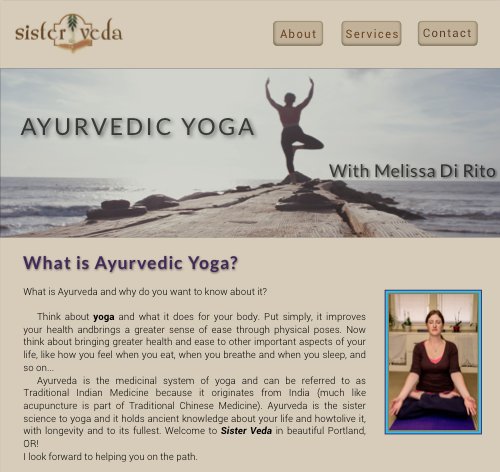 sister veda
About Services Contact
AYURVEDIC YOGA
With Melissa Di Rito
What is Ayurvedic Yoga?
What is Ayurveda and why do you want to know about it?
Think about yoga and what it does for your body. Put simply, it improves
your health andbrings a greater sense of ease through physical poses. Now
think about bringing greater health and ease to other important aspects of your
life, like how you feel when you eat, when you breathe and when you sleep, and
so on...
Ayurveda is the medicinal system of yoga and can be referred to as
Traditional Indian Medicine because it originates from India (much like
acupuncture is part of Traditional Chinese Medicine). Ayurveda is the sister
science to yoga and it holds ancient knowledge about your life and howtolive it,
with longevity and to its fullest. Welcome to Sister Veda in beautiful Portland,
OR!
I look forward to helping you on the path.